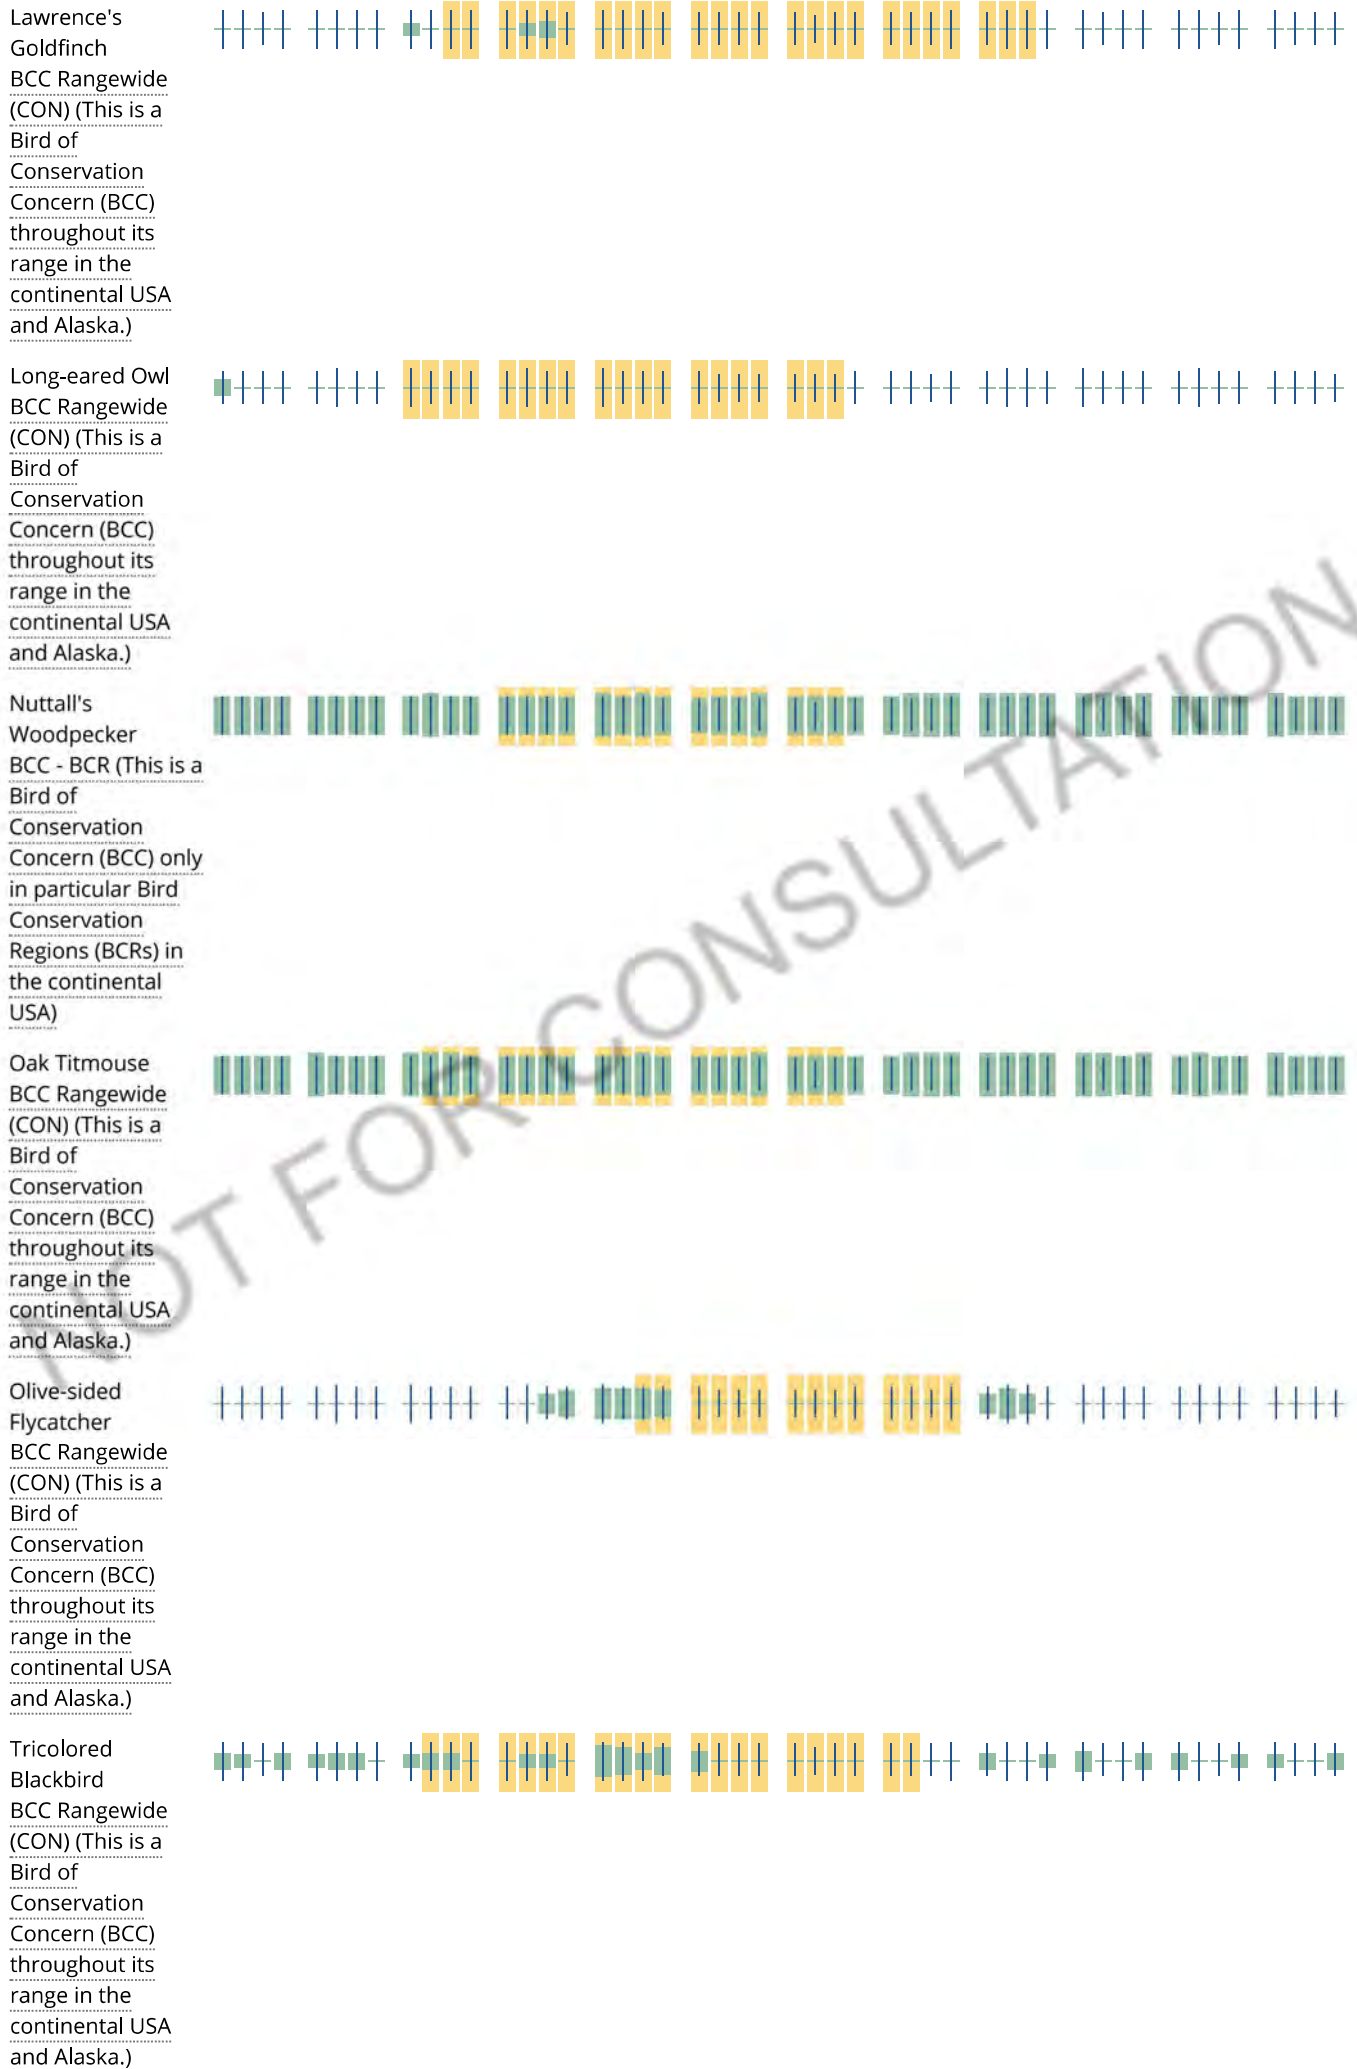 Lawrence's
Goldfinch
BCC Rangewide
(CON) (This is a
Bird of
Conservation
Concern (BCC)
throughout its
range in the
continental USA
and Alaska.)
Long-eared Owl
BCC Rangewide
(CON) (This is a
Bird of
Conservation
Concern (BCC)
throughout its
range in the
continental USA
and Alaska.)
Nuttall's
Woodpecker
BCC - BCR (This is a
Bird of
Conservation
Concern (BCC) only
in particular Bird
Conservation
Regions (BCRs) in
the continental
USA)
Oak Titmouse
BCC Rangewide
(CON) (This is a
Bird of
Conservation
Concern (BCC)
throughout its
range in the
continental USA
and Alaska.)
Olive-sided
Flycatcher
BCC Rangewide
(CON) (This is a
Bird of
Conservation
Concern (BCC)
throughout its
range in the
continental USA
and Alaska.)
Tricolored
Blackbird
BCC Rangewide
(CON) (This is a
Bird of
Conservation
Concern (BCC)
throughout its
range in the
continental USA
and Alaska.)
NOT FOR CONSULTATION